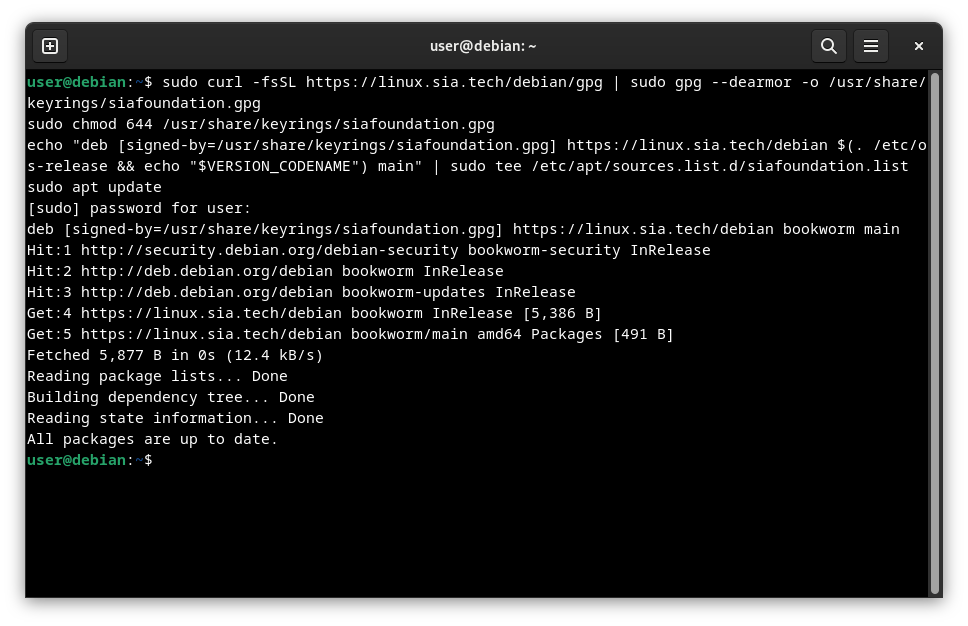 user@debian: ~
user@debian:~$ sudo curl -fsSL https://linux.sia.tech/debian/gpg | sudo gpg --dearmor -o /usr/share/
keyrings/siafoundation.gpg
sudo chmod 644 /usr/share/keyrings/siafoundation.gpg
echo "deb [signed-by=/usr/share/keyrings/siafoundation.gpg] https://linux.sia.tech/debian $(. /etc/o
s-release && echo "$VERSION_CODENAME") main" | sudo tee /etc/apt/sources.list.d/siafoundation.list
sudo apt update
[sudo] password for user:
deb [signed-by=/usr/share/keyrings/siafoundation.gpg] https://linux.sia.tech/debian bookworm main
Hit:1 http://security.debian.org/debian-security bookworm-security InRelease
Hit:2 http://deb.debian.org/debian bookworm InRelease
Hit:3 http://deb.debian.org/debian bookworm-updates InRelease
Get:4 https://linux.sia.tech/debian bookworm InRelease [5,386 B]
Get:5 https://linux.sia.tech/debian bookworm/main amd64 Packages [491 B]
Fetched 5,877 B in 0s (12.4 kB/s)
Reading package lists... Done
Building dependency tree... Done
Reading state information... Done
All packages are up to date.
user@debian:~$